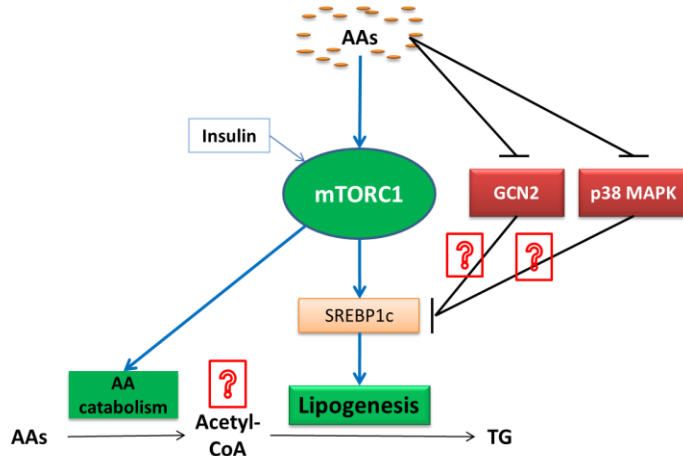 AAs
Insulin
mTORC1
GCN2
p38 MAPK
?
?
SREBP1c
AA
catabolism
?
Lipogenesis
AAs
Acetyl-
CoA
TG